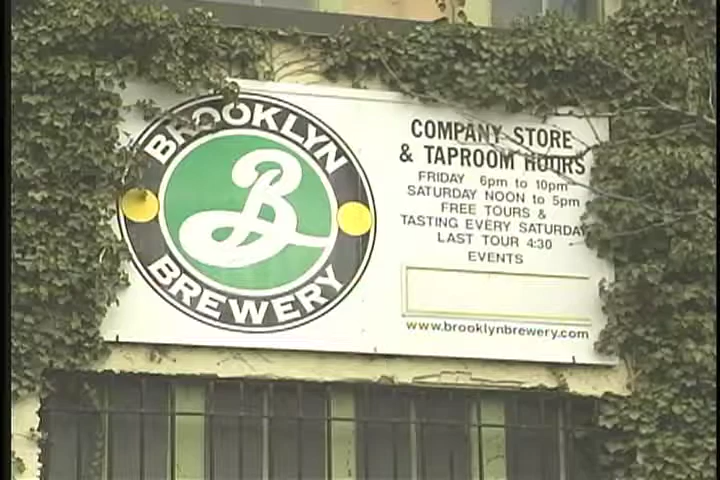 BROOKLYN
B
BREWERY
COMPANY STORE
& TAPROOM HOURS
FRIDAY 6pm to 10pm
SATURDAY NOON to 5pm
FREE TOURS &
TASTING EVERY SATURDAY
LAST TOUR 4:30
EVENTS
www.brooklynbrewery.com